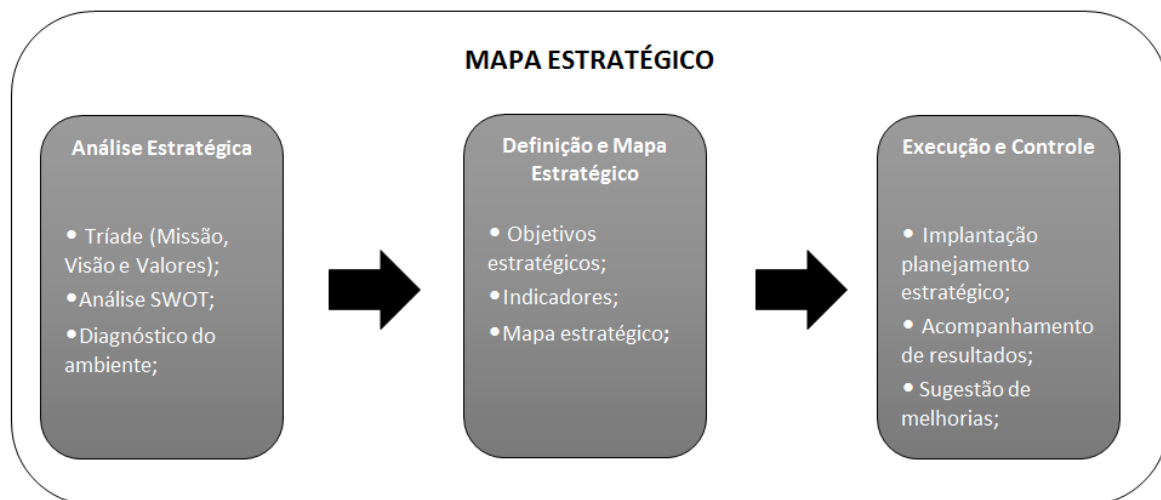 MAPA ESTRATÉGICO
Análise Estratégica
• Tríade (Missão,
Visão e Valores);
•Análise SWOT;
•Diagnóstico do
ambiente;
Definição e Mapa
Estratégico
• Objetivos
estratégicos;
•Indicadores;
•Mapa estratégico;
Execução e Controle
• Implantação
planejamento
estratégico;
• Acompanhamento
de resultados;
• Sugestão de
melhorias;